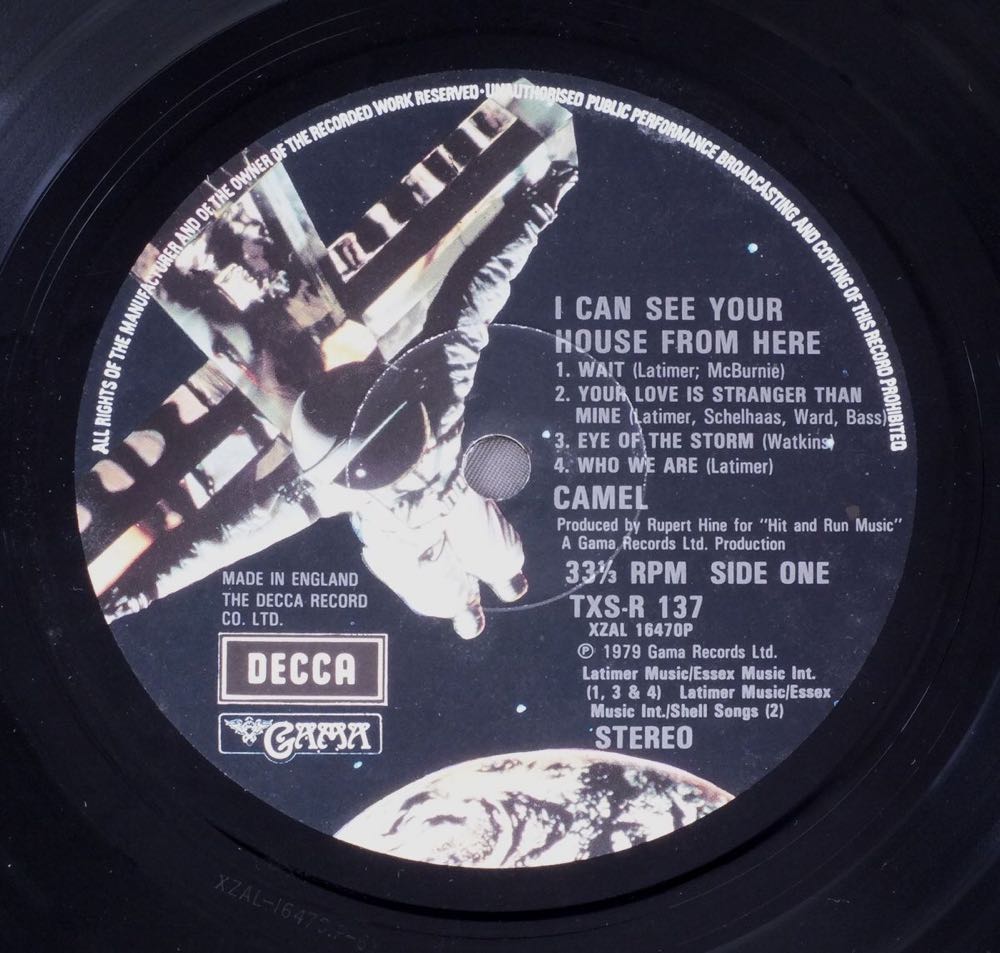 ALL RIGHTS OF THE MANUFACTURER AND OF THE OWNER OF THE RECORDED WORK RESERVED · UNAUTHORISED PUBLIC PERFORMANCE BROADCASTING AND COPYING OF THIS RECORD PROHIBITED
I CAN SEE YOUR
HOUSE FROM HERE
1. WAIT (Latimer; McBurnie)
2. YOUR LOVE IS STRANGER THAN
MINE (Latimer, Schelhaas, Ward, Bass)
3. EYE OF THE STORM (Watkins)
4. WHO WE ARE (Latimer)
CAMEL
Produced by Rupert Hine for "Hit and Run Music"
A Gama Records Ltd. Production
33⅓ RPM SIDE ONE
TXS-R 137
XZAL 16470P
℗ 1979 Gama Records Ltd.
Latimer Music/Essex Music Int.
(1, 3 & 4) Latimer Music/Essex
Music Int./Shell Songs (2)
STEREO
MADE IN ENGLAND
THE DECCA RECORD
CO. LTD.
DECCA
GAMA